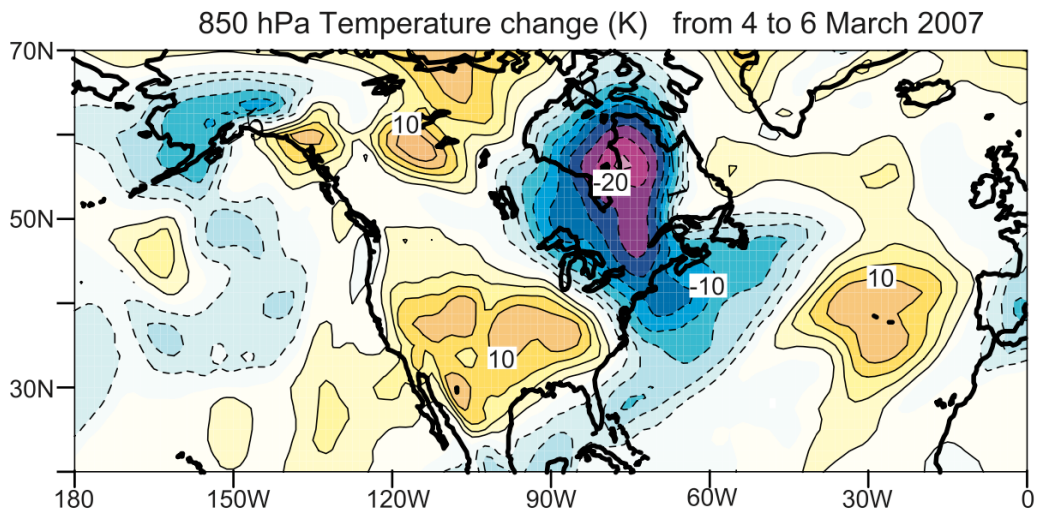 850 hPa Temperature change (K) from 4 to 6 March 2007
70N
10
-20
50N
-10
10
10
30N
180 150W 120W 90W 60W 30W 0